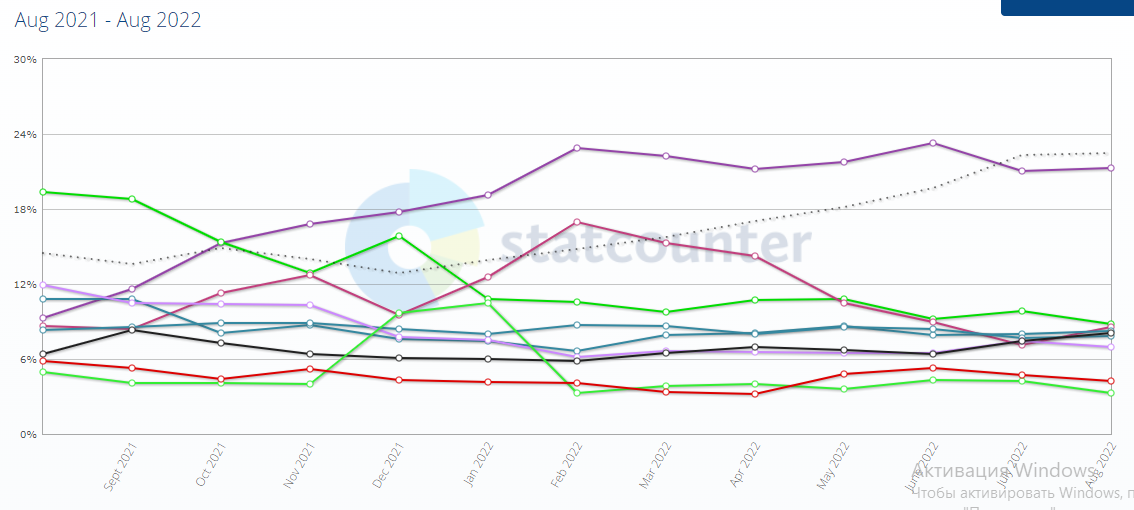 Aug 2021 - Aug 2022
30%
24%
18%
12%
6%
0%
statcounter
Sept 2021
Oct 2021
Nov 2021
Dec 2021
Jan 2022
Feb 2022
Mar 2022
Apr 2022
May 2022
June 2022
July 2022
Aug 2022
Активация Windows
Чтобы активировать Windows, п